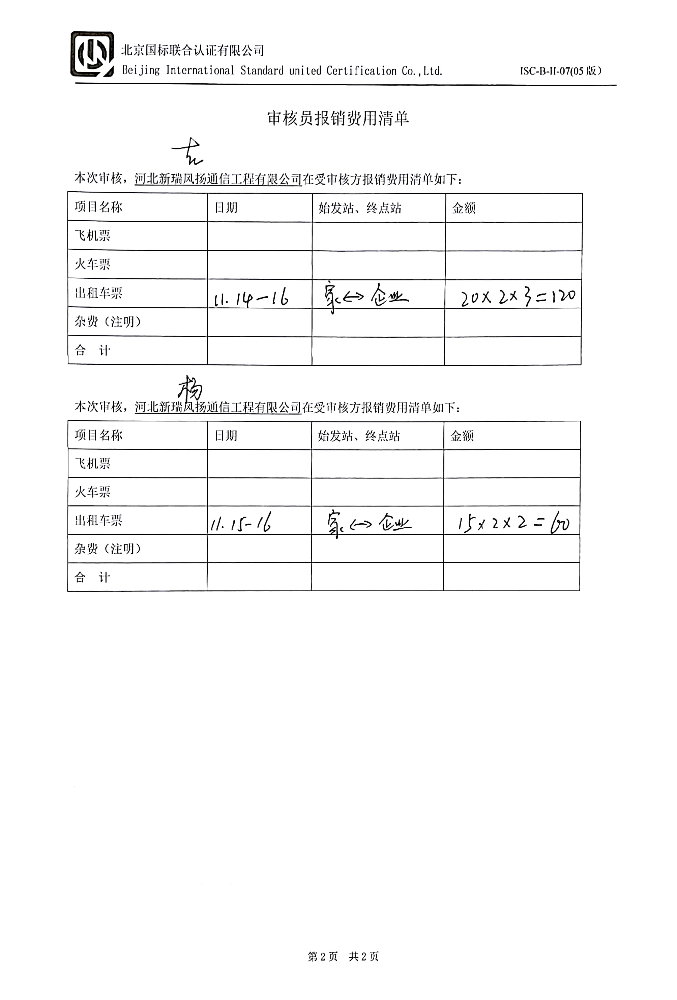 北京国标联合认证有限公司
Beijing International Standard united Certification Co.,Ltd. ISC-B-II-07(05 版)
审核员报销费用清单
本次审核，河北新瑞风扬通信工程有限公司在受审核方报销费用清单如下：
项目名称 日期 始发站、终点站 金额
飞机票
火车票
出租车票 11.14-16 家↔企业 20×2×3=120
杂费（注明）
合 计
杨
本次审核，河北新瑞风扬通信工程有限公司在受审核方报销费用清单如下：
项目名称 日期 始发站、终点站 金额
飞机票
火车票
出租车票 11.15-16 家↔企业 15×2×2=60
杂费（注明）
合 计
第 2 页 共 2 页